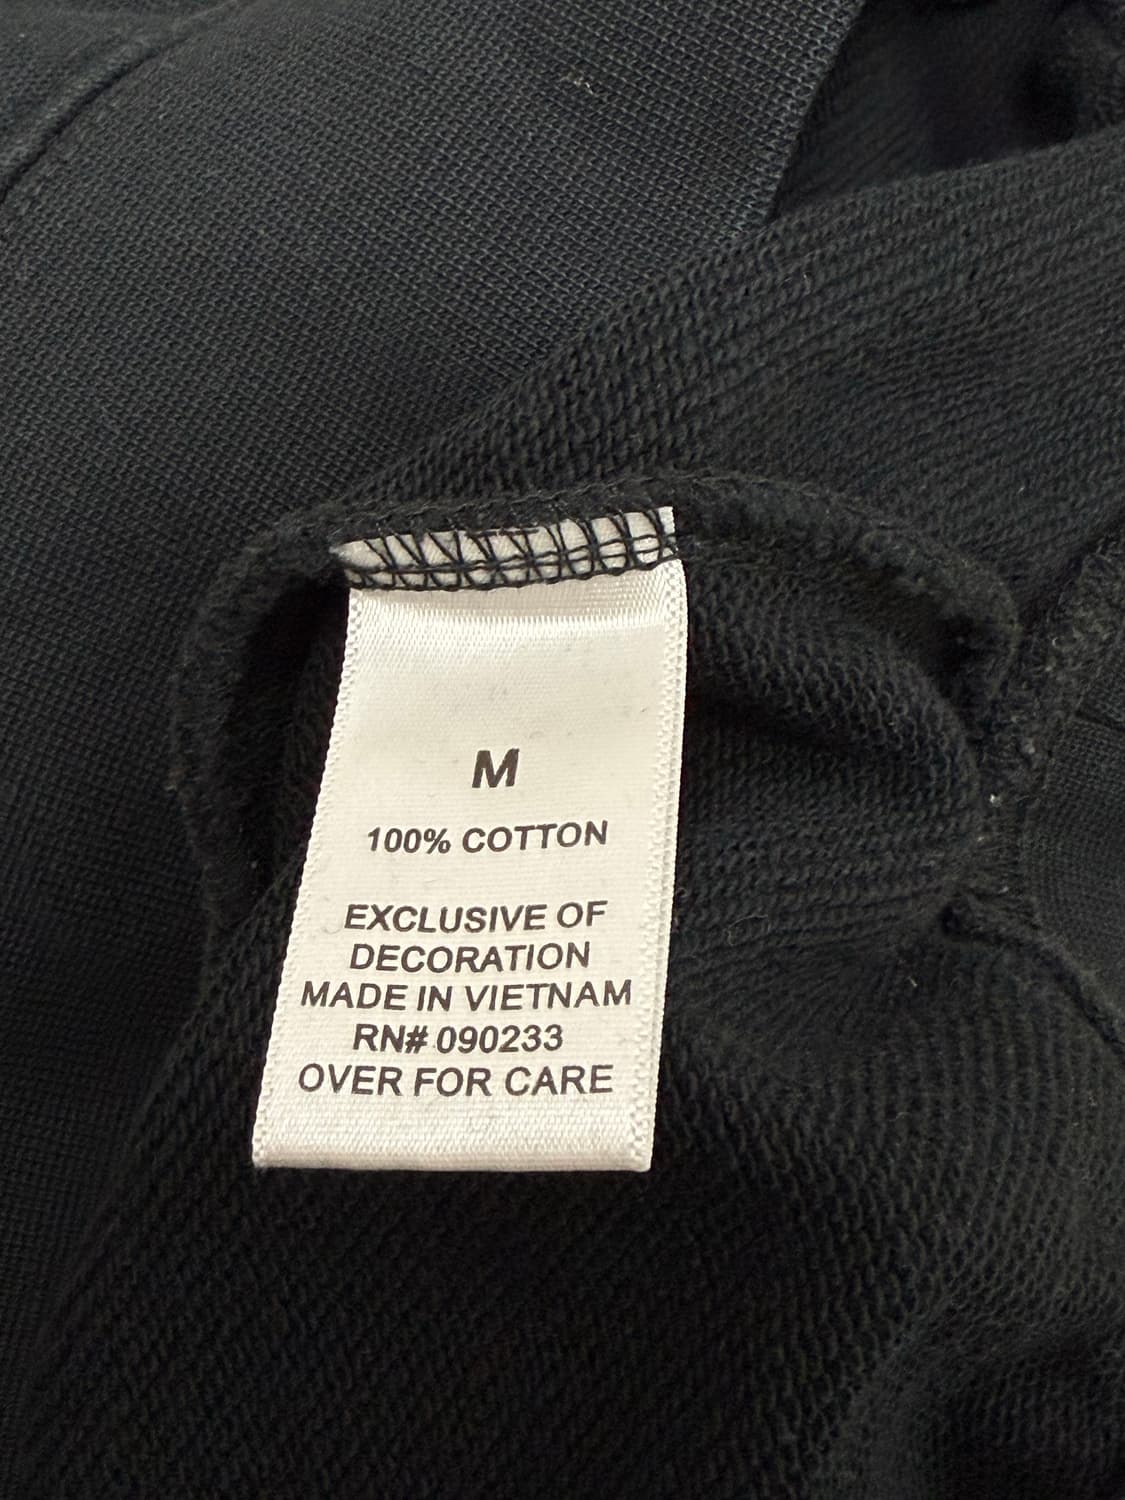 M
100% COTTON
EXCLUSIVE OF
DECORATION
MADE IN VIETNAM
RN# 090233
OVER FOR CARE